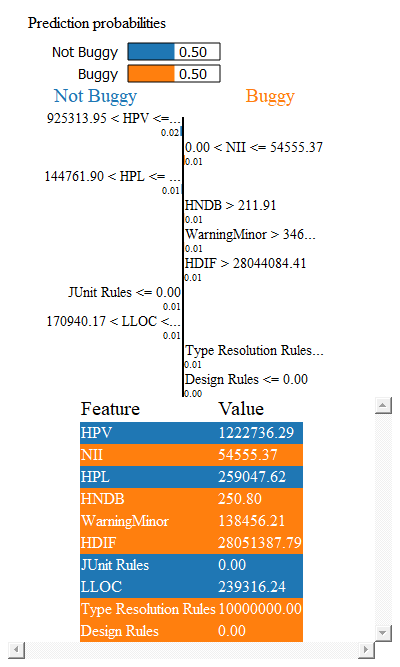 Prediction probabilities
Not Buggy 0.50
Buggy 0.50
Not Buggy Buggy
925313.95 < HPV <=...
0.02
0.00 < NII <= 54555.37
0.01
144761.90 < HPL <= ...
0.01
HNDB > 211.91
0.01
WarningMinor > 346...
0.01
HDIF > 28044084.41
0.01
JUnit Rules <= 0.00
0.01
170940.17 < LLOC <...
0.01
Type Resolution Rules...
0.01
Design Rules <= 0.00
0.00
Feature Value
HPV 1222736.29
NII 54555.37
HPL 259047.62
HNDB 250.80
WarningMinor 138456.21
HDIF 28051387.79
JUnit Rules 0.00
LLOC 239316.24
Type Resolution Rules 10000000.00
Design Rules 0.00